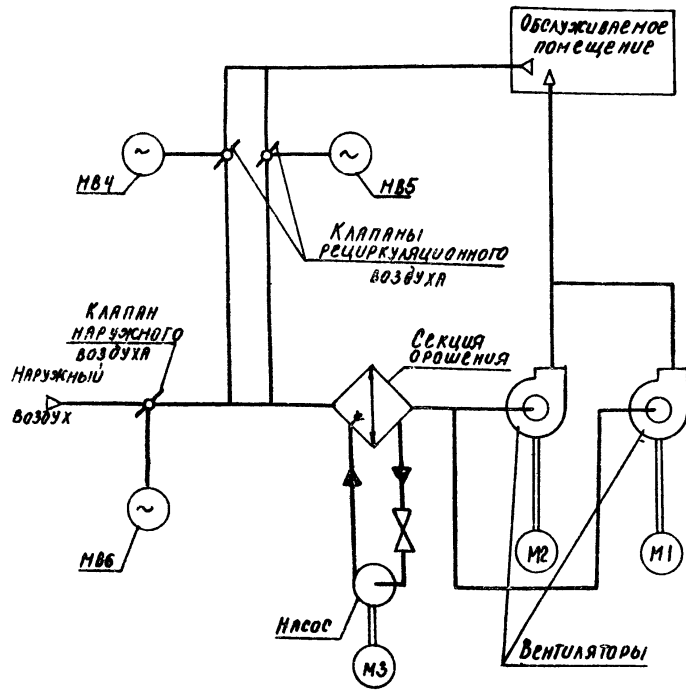 Обслуживаемое
помещение
МВ4
МВ5
Клапаны
рециркуляционного
воздуха
Клапан
наружного
воздуха
Секция
орашения
Наружный
воздух
МВ6
М2
М1
Насос
М3
Вентиляторы